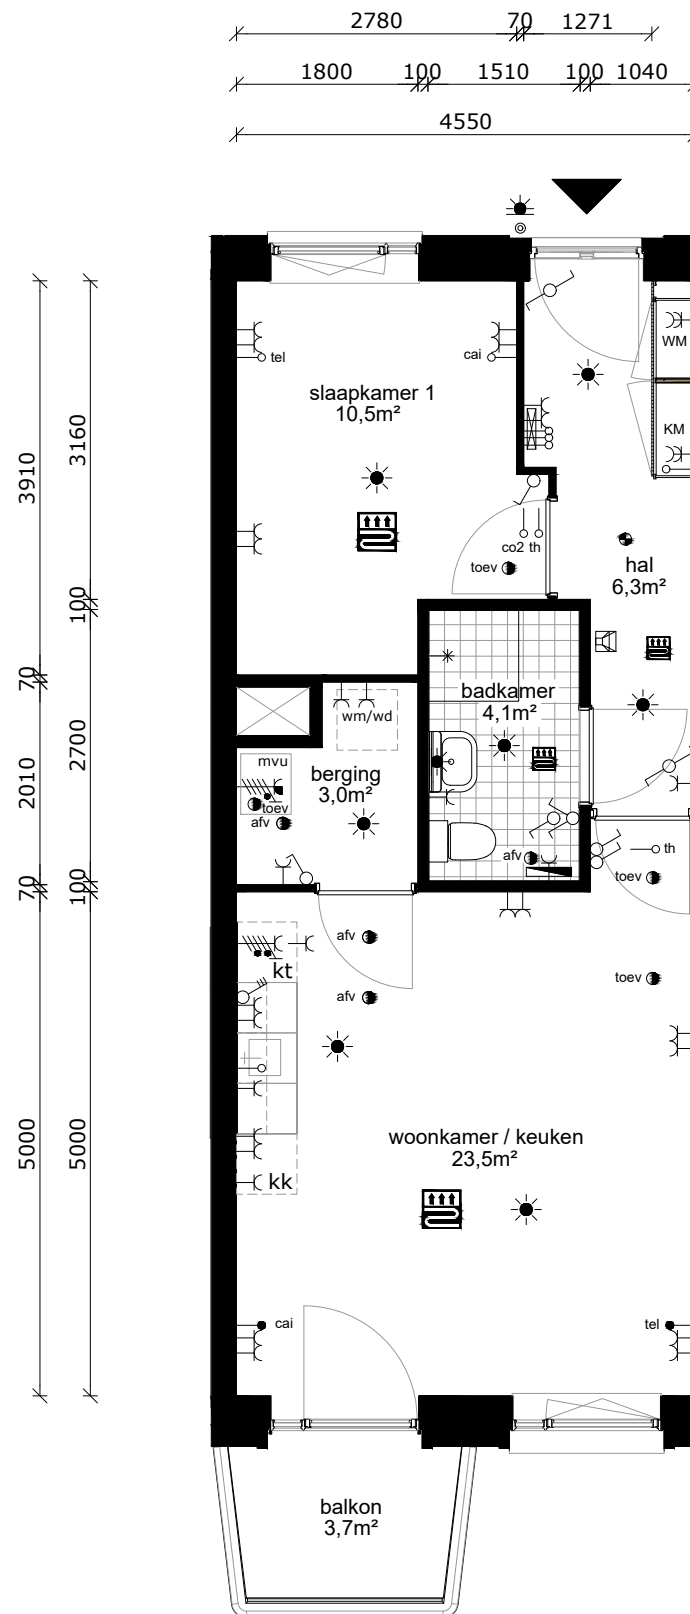 2780
70
1271
1800
100
1510
100
1040
4550
tel
cai
WM
slaapkamer 1
10,5m²
KM
3910
3160
co2 th
toev
hal
6,3m²
100
70
badkamer
4,1m²
wm/wd
2700
mvu
berging
3,0m²
2010
toev
afv
th
afv
toev
70
100
afv
kt
toev
afv
5000
5000
woonkamer / keuken
23,5m²
kk
cai
tel
balkon
3,7m²